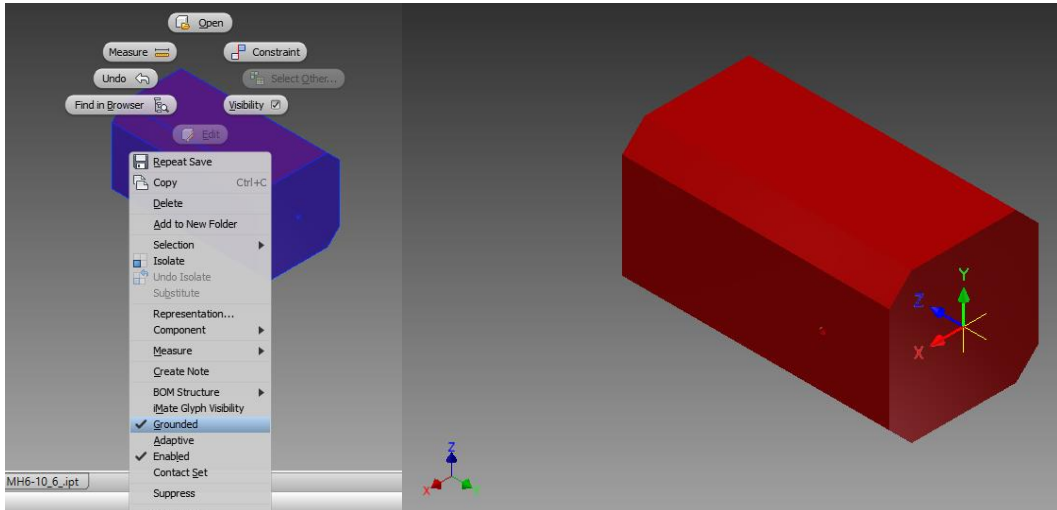 Open
Measure
Constraint
Undo
Select Other...
Find in Browser
Visibility
Edit
Repeat Save
Copy Ctrl+C
Delete
Add to New Folder
Selection
Isolate
Undo Isolate
Substitute
Representation...
Component
Measure
Create Note
BOM Structure
iMate Glyph Visibility
Grounded
Adaptive
Enabled
Contact Set
Suppress
MH6-10_6_.ipt
Y
Z
X
Z
X
Y